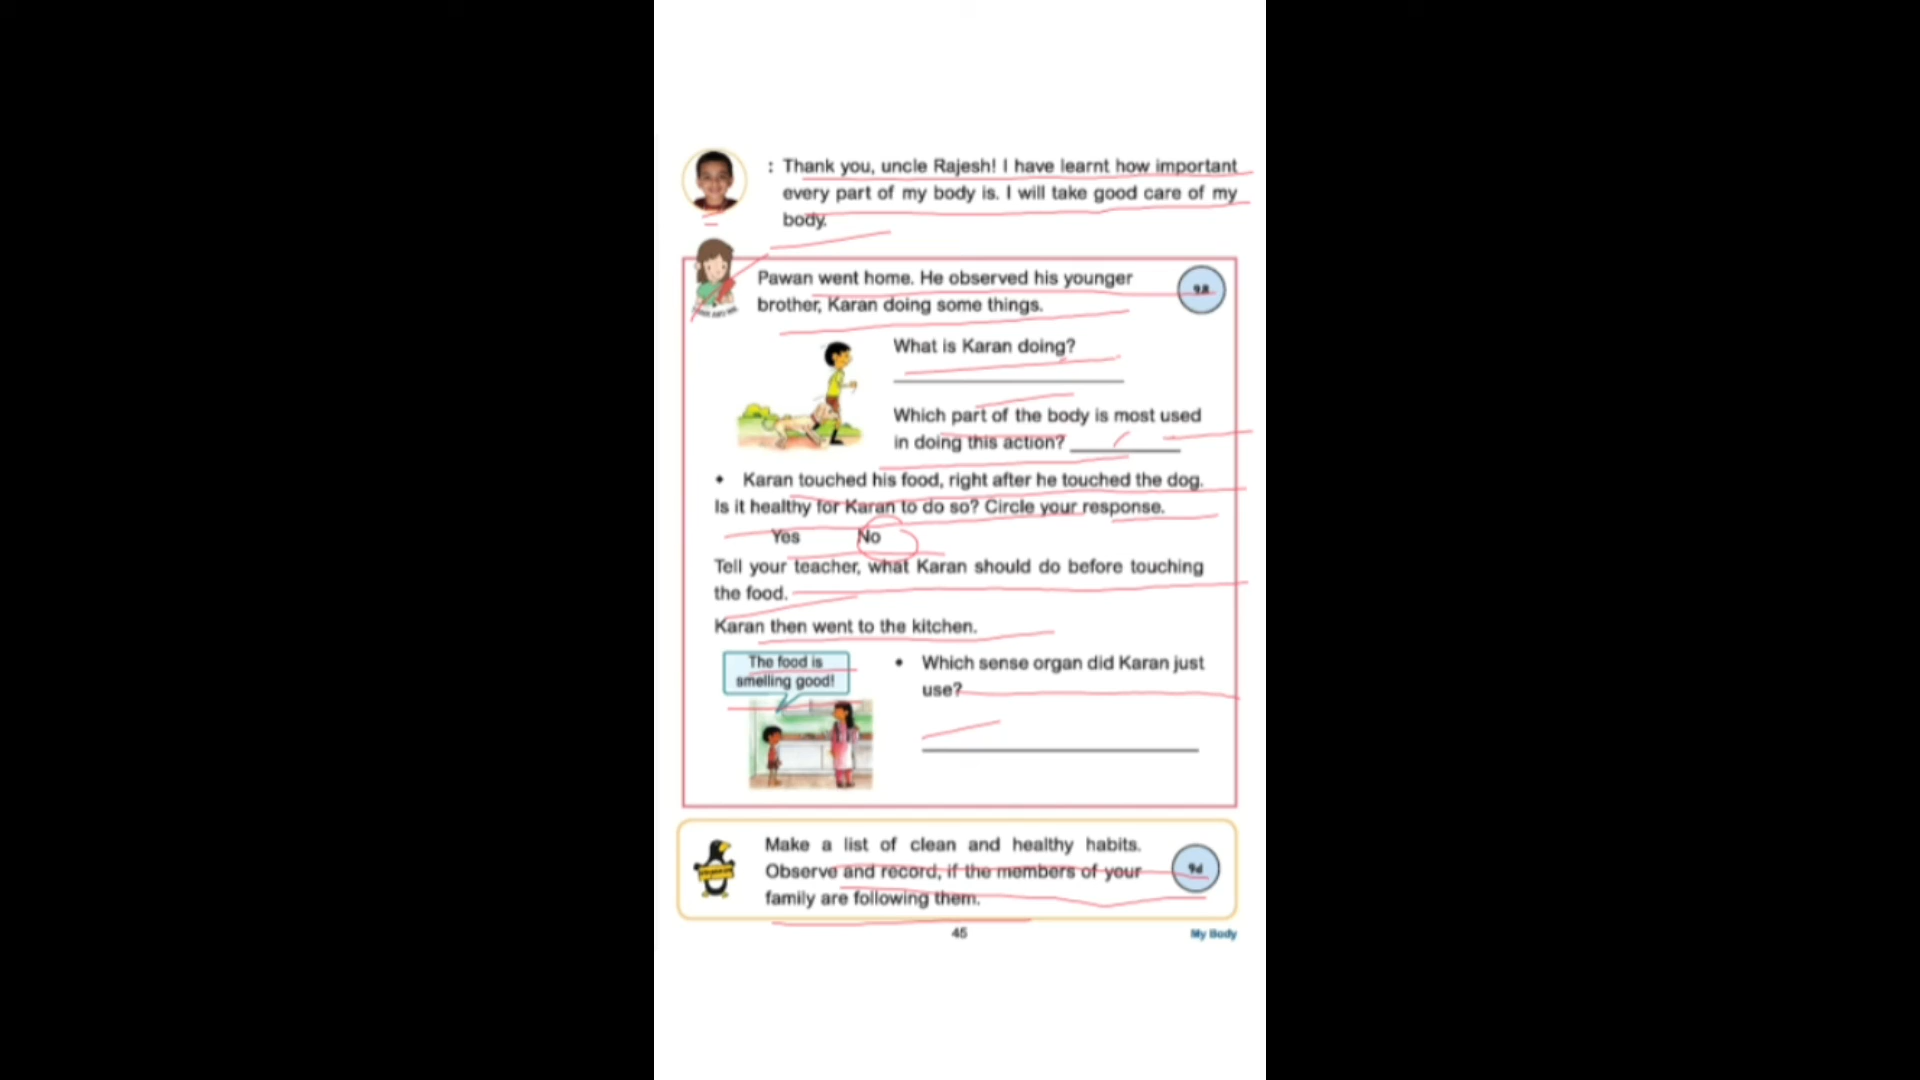 : Thank you, uncle Rajesh! I have learnt how important
every part of my body is. I will take good care of my
body.
Pawan went home. He observed his younger
brother, Karan doing some things.
What is Karan doing?
Which part of the body is most used
in doing this action?
• Karan touched his food, right after he touched the dog.
Is it healthy for Karan to do so? Circle your response.
Yes No
Tell your teacher, what Karan should do before touching
the food.
Karan then went to the kitchen.
The food is
smelling good!
• Which sense organ did Karan just
use?
Make a list of clean and healthy habits.
Observe and record, if the members of your
family are following them.
9d
45
My Body